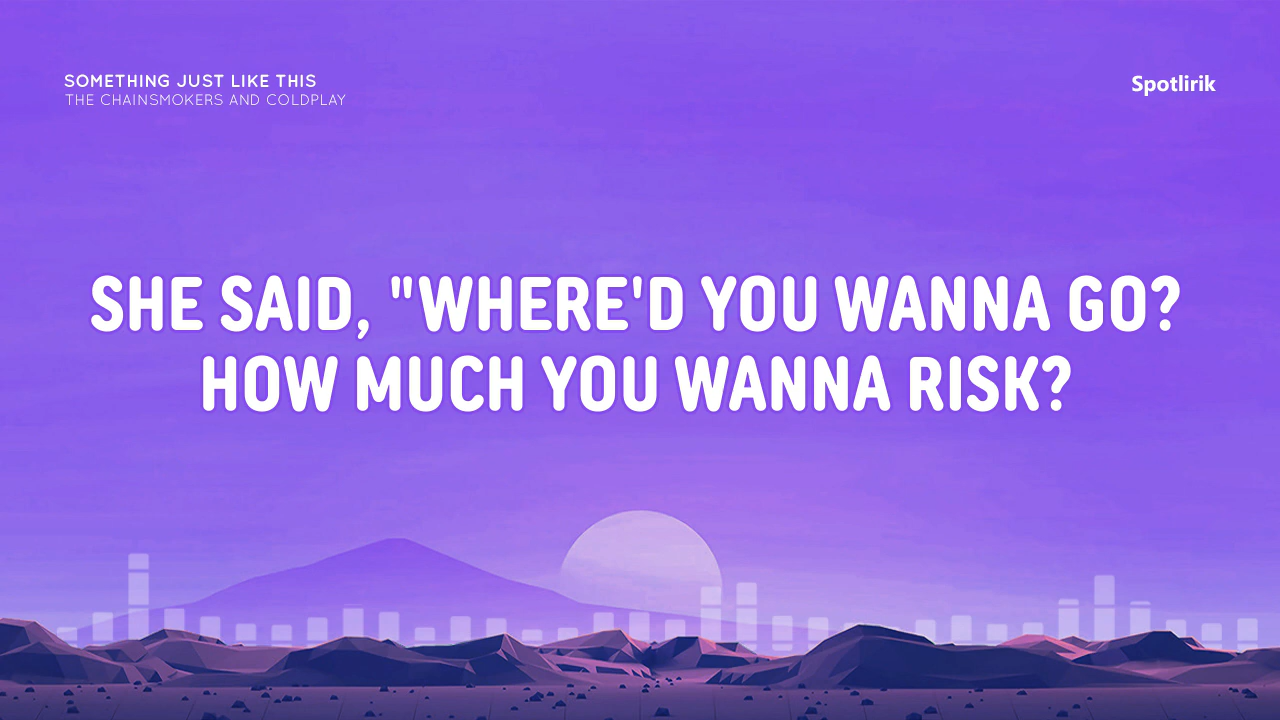 SOMETHING JUST LIKE THIS
THE CHAINSMOKERS AND COLDPLAY
Spotlirik
SHE SAID, "WHERE'D YOU WANNA GO?
HOW MUCH YOU WANNA RISK?